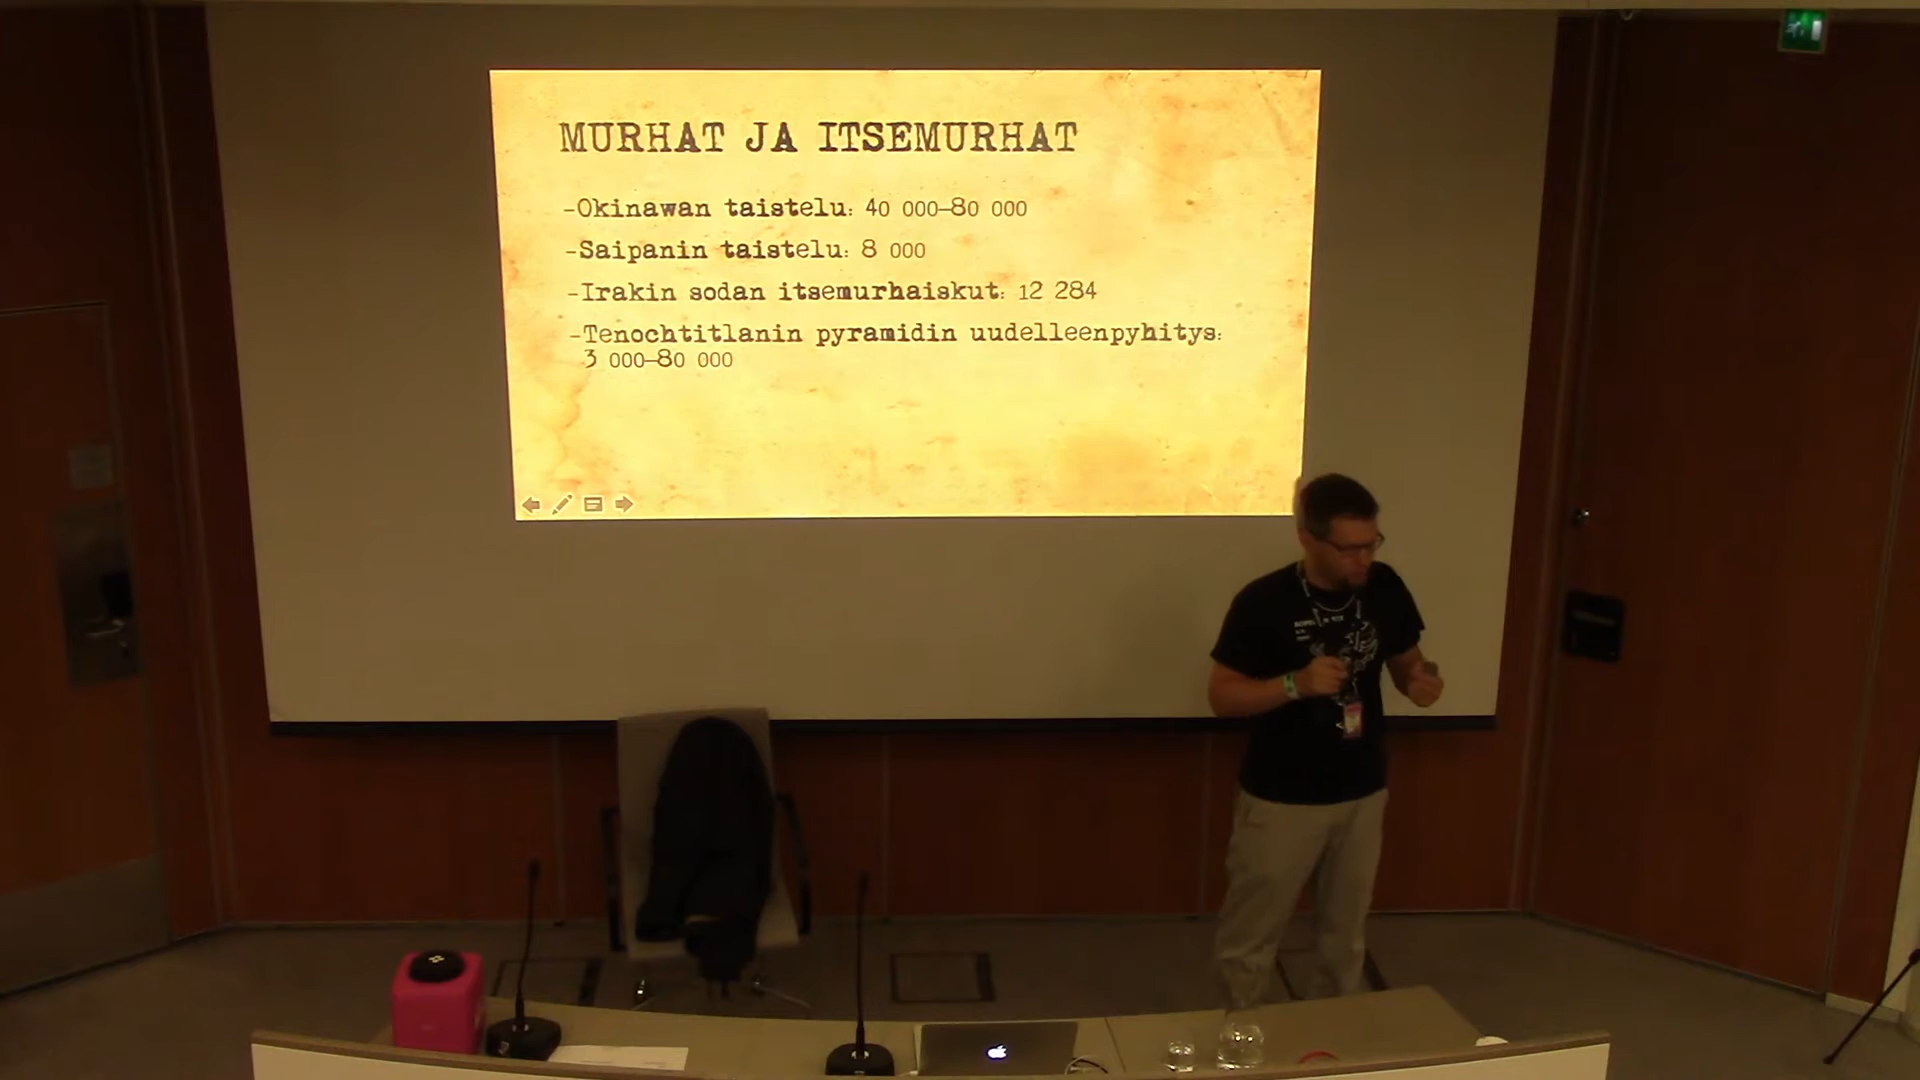 MURHAT JA ITSEMURHAT
-Okinawan taistelu: 40 000–80 000
-Saipanin taistelu: 8 000
-Irakin sodan itsemurhaiskut: 12 284
-Tenochtitlanin pyramidin uudelleenpyhitys:
3 000–80 000